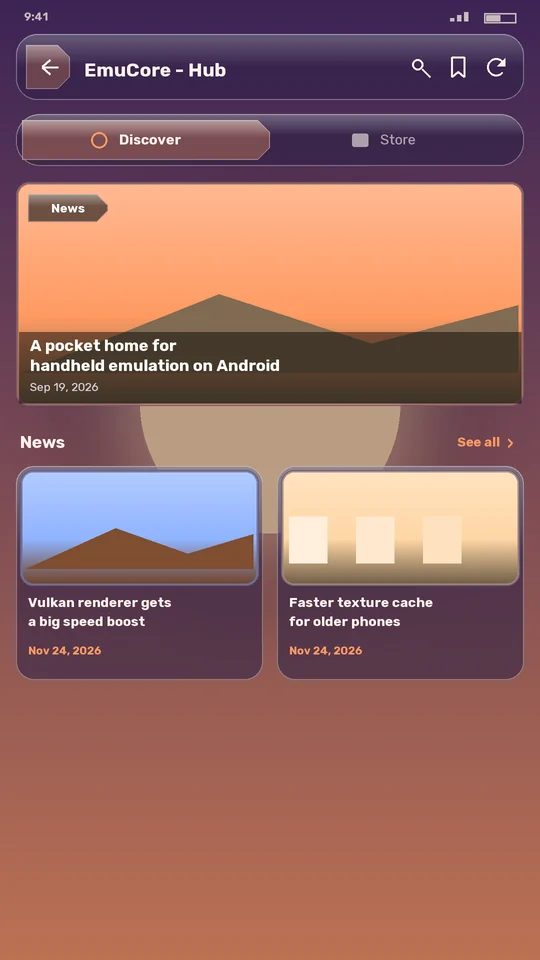 9:41
EmuCore - Hub
Discover
Store
News
A pocket home for
handheld emulation on Android
Sep 19, 2026
News
See all
Vulkan renderer gets
a big speed boost
Nov 24, 2026
Faster texture cache
for older phones
Nov 24, 2026